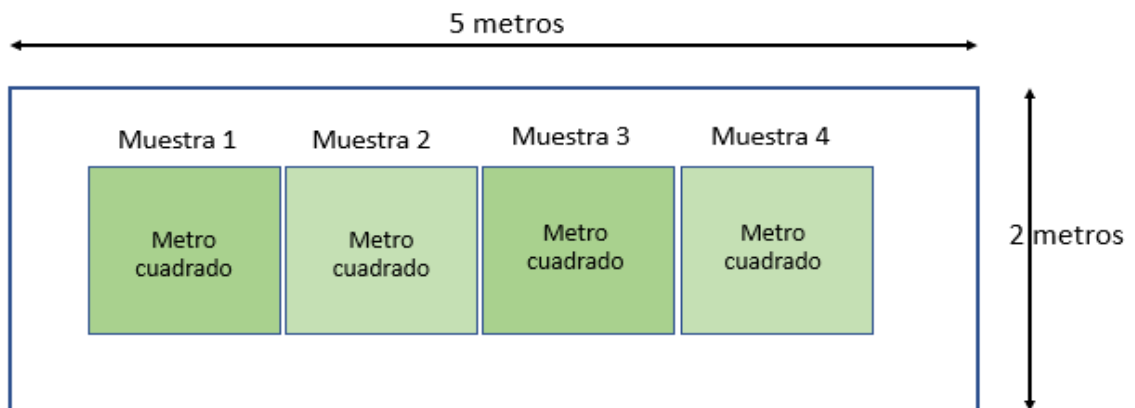 5 metros
Muestra 1
Muestra 2
Muestra 3
Muestra 4
Metro
cuadrado
Metro
cuadrado
Metro
cuadrado
Metro
cuadrado
2 metros